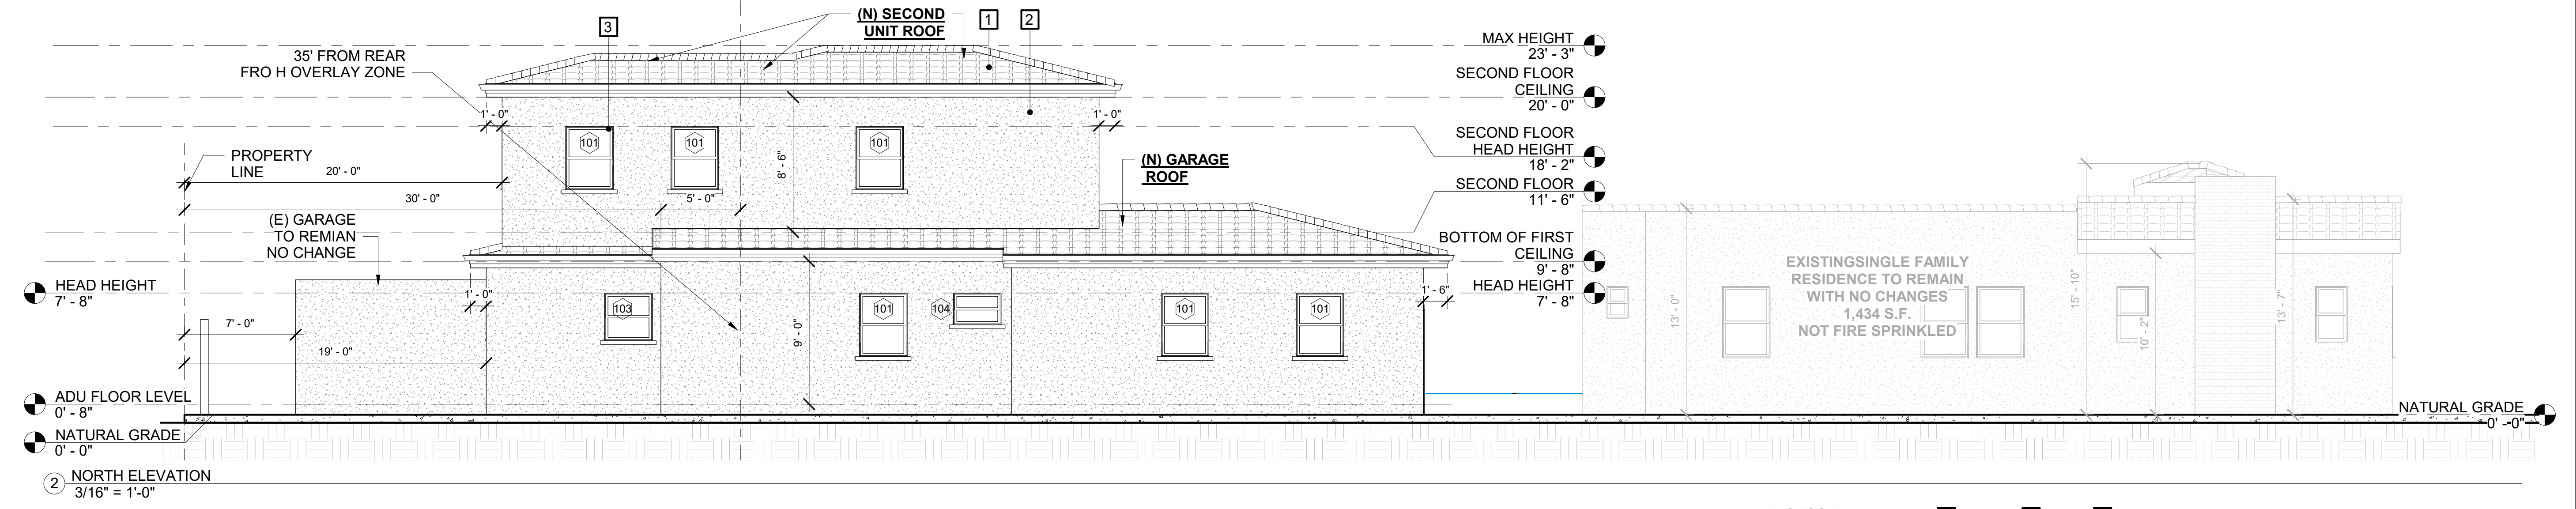 3
(N) SECOND
UNIT ROOF
1
2
35' FROM REAR
FRO H OVERLAY ZONE
MAX HEIGHT
23' - 3"
SECOND FLOOR
CEILING
20' - 0"
1' - 0"
1' - 0"
101
101
101
8' - 6"
SECOND FLOOR
HEAD HEIGHT
18' - 2"
PROPERTY
LINE
20' - 0"
(N) GARAGE
ROOF
SECOND FLOOR
11' - 6"
30' - 0"
5' - 0"
(E) GARAGE
TO REMIAN
NO CHANGE
BOTTOM OF FIRST
CEILING
9' - 8"
HEAD HEIGHT
7' - 8"
HEAD HEIGHT
7' - 8"
1' - 0"
103
101
104
101
101
1' - 6"
7' - 0"
19' - 0"
9' - 0"
13' - 0"
EXISTINGSINGLE FAMILY
RESIDENCE TO REMAIN
WITH NO CHANGES
1,434 S.F.
NOT FIRE SPRINKLED
15' - 10"
10' - 2"
13' - 7"
ADU FLOOR LEVEL
0' - 8"
NATURAL GRADE
0' - 0"
NATURAL GRADE
0' - 0"
2
NORTH ELEVATION
3/16" = 1'-0"